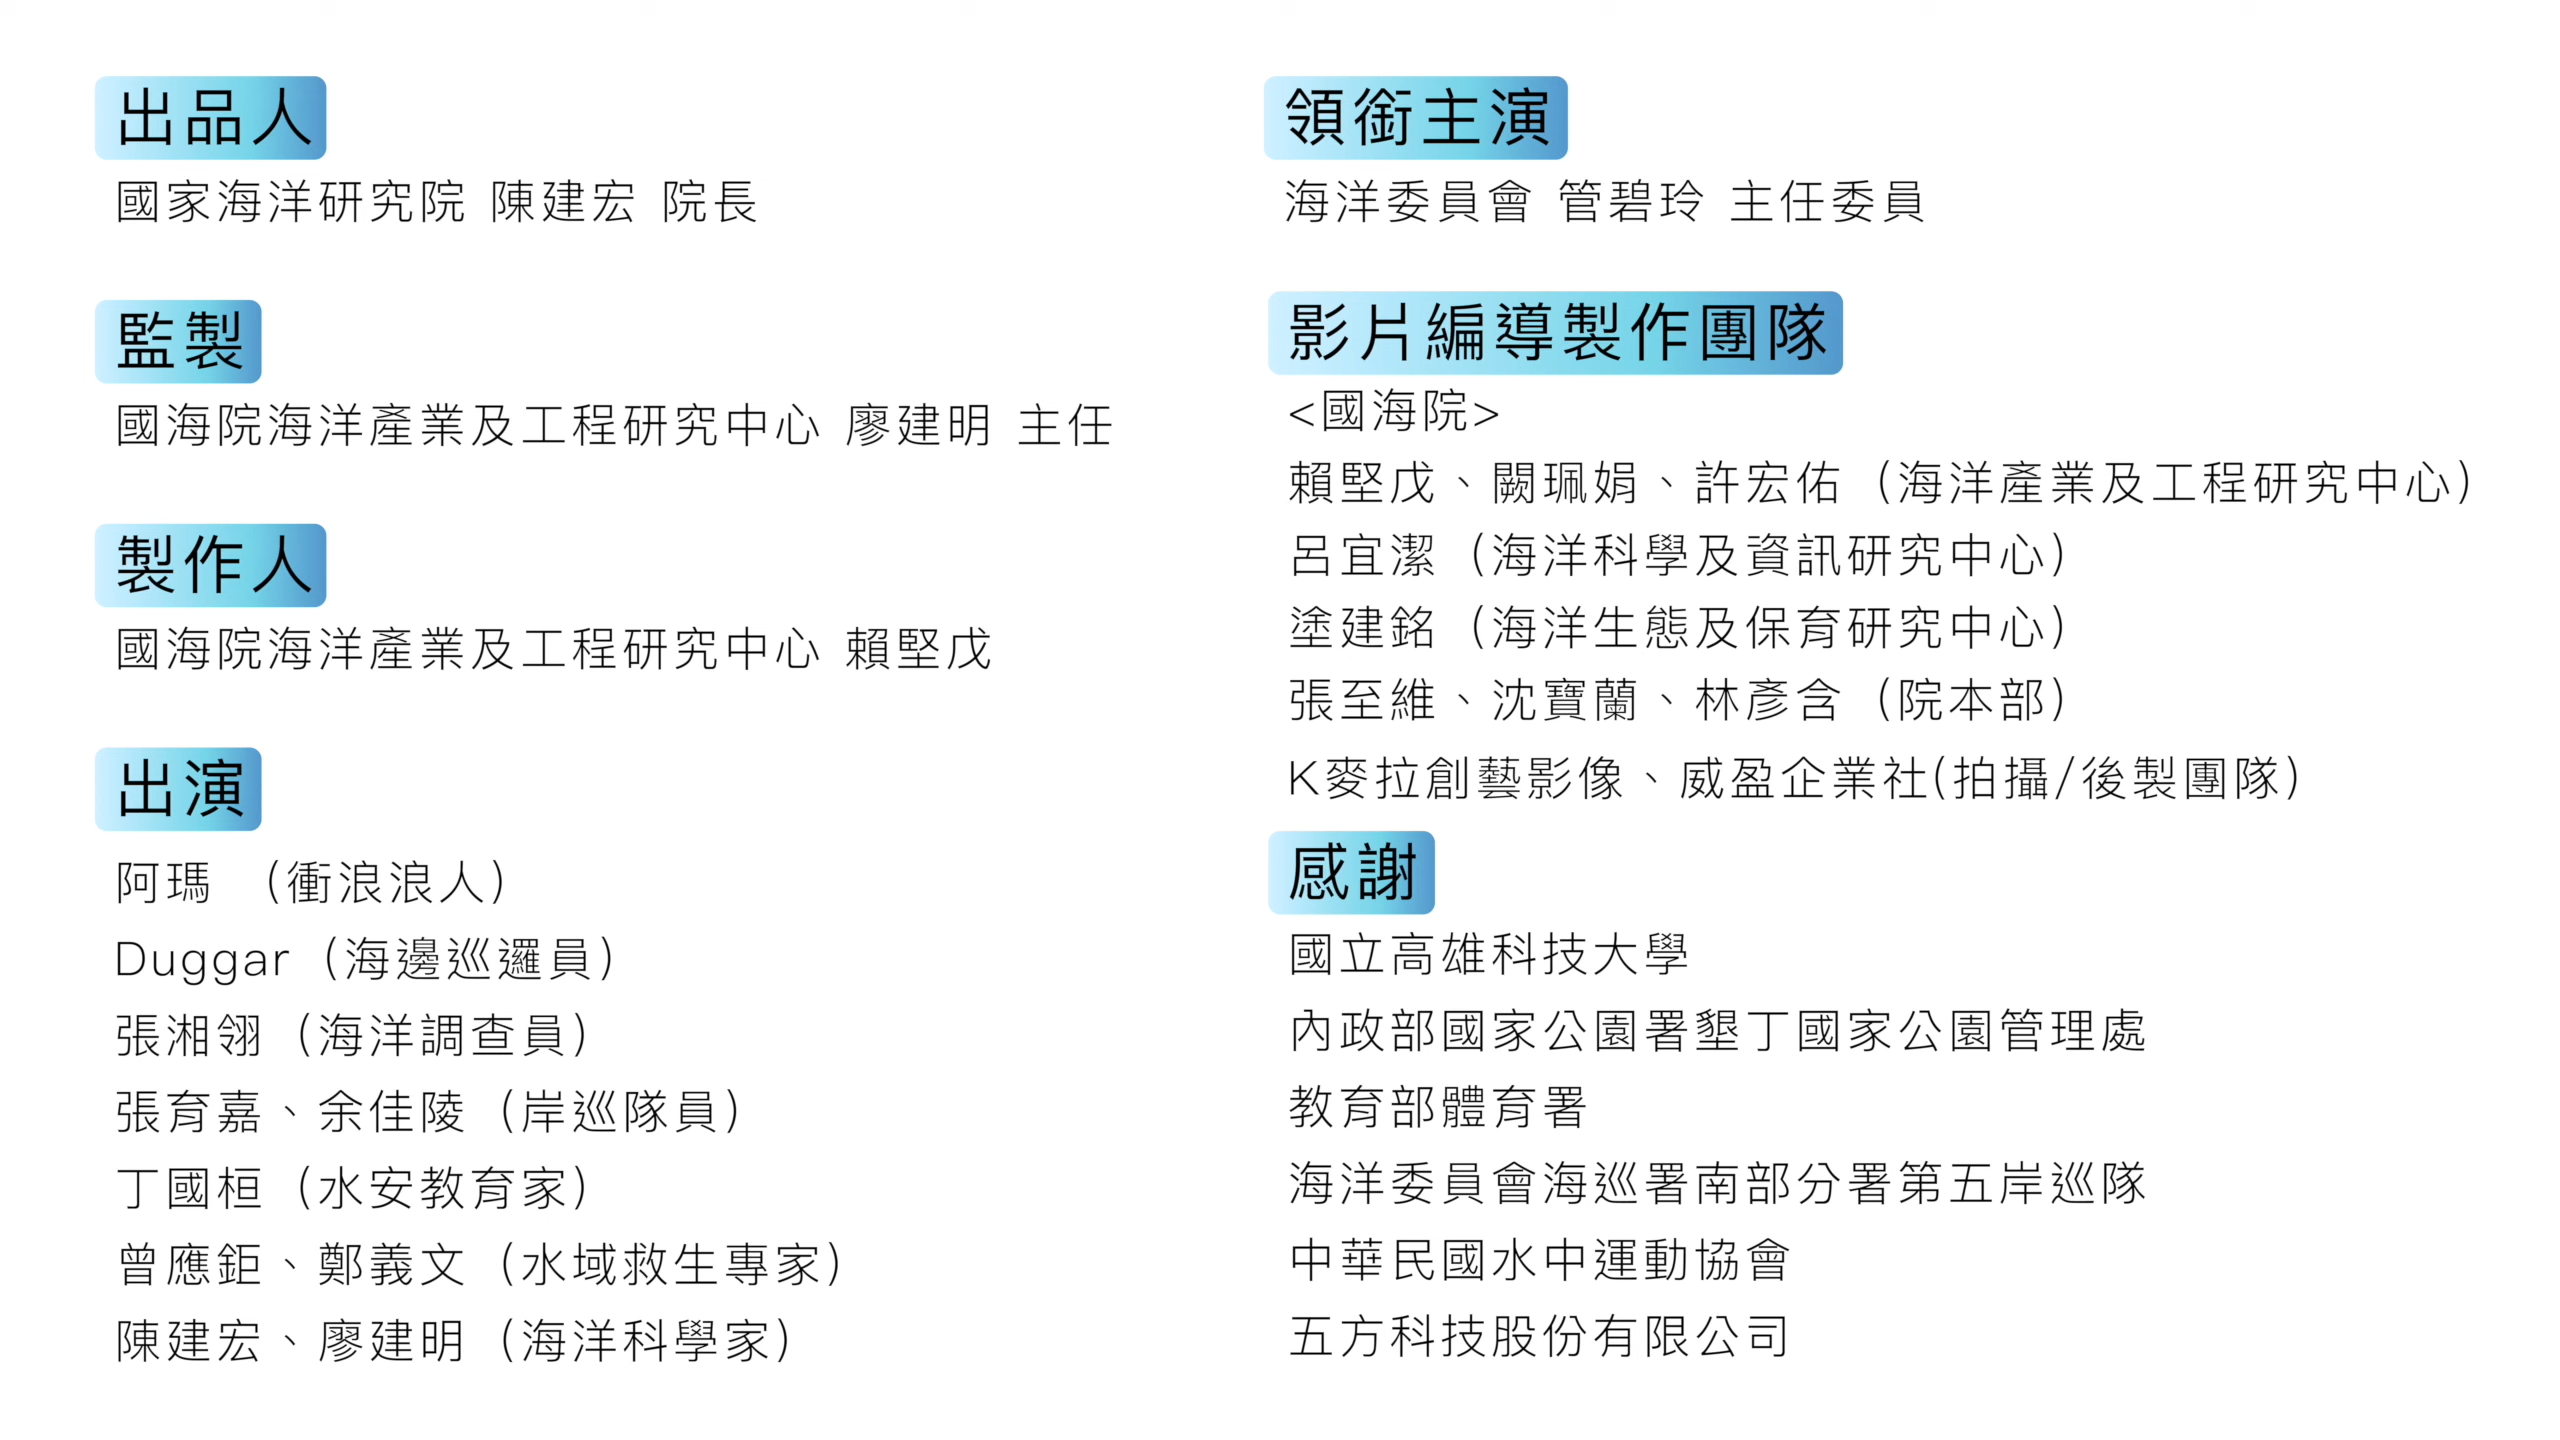 出品人
國家海洋研究院 陳建宏 院長
監製
國海院海洋產業及工程研究中心 廖建明 主任
製作人
國海院海洋產業及工程研究中心 賴堅戊
出演
阿瑪 （衝浪浪人）
Duggar（海邊巡邏員）
張湘翎（海洋調查員）
張育嘉、余佳陵（岸巡隊員）
丁國桓（水安教育家）
曾應鉅、鄭義文（水域救生專家）
陳建宏、廖建明（海洋科學家）
領銜主演
海洋委員會 管碧玲 主任委員
影片編導製作團隊
<國海院>
賴堅戊、闕珮娟、許宏佑（海洋產業及工程研究中心）
呂宜潔（海洋科學及資訊研究中心）
塗建銘（海洋生態及保育研究中心）
張至維、沈寶蘭、林彥含（院本部）
K麥拉創藝影像、威盈企業社(拍攝/後製團隊)
感謝
國立高雄科技大學
內政部國家公園署墾丁國家公園管理處
教育部體育署
海洋委員會海巡署南部分署第五岸巡隊
中華民國水中運動協會
五方科技股份有限公司